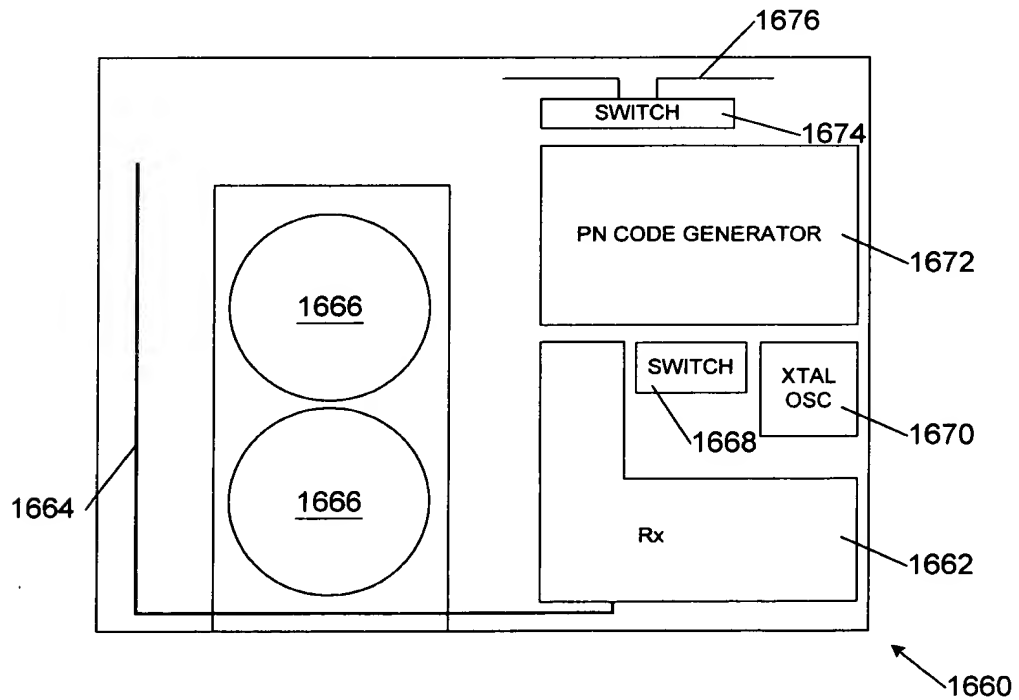 1676
SWITCH
1674
PN CODE GENERATOR
1672
1666
SWITCH
XTAL
OSC
1668
1670
1664
1666
Rx
1662
1660